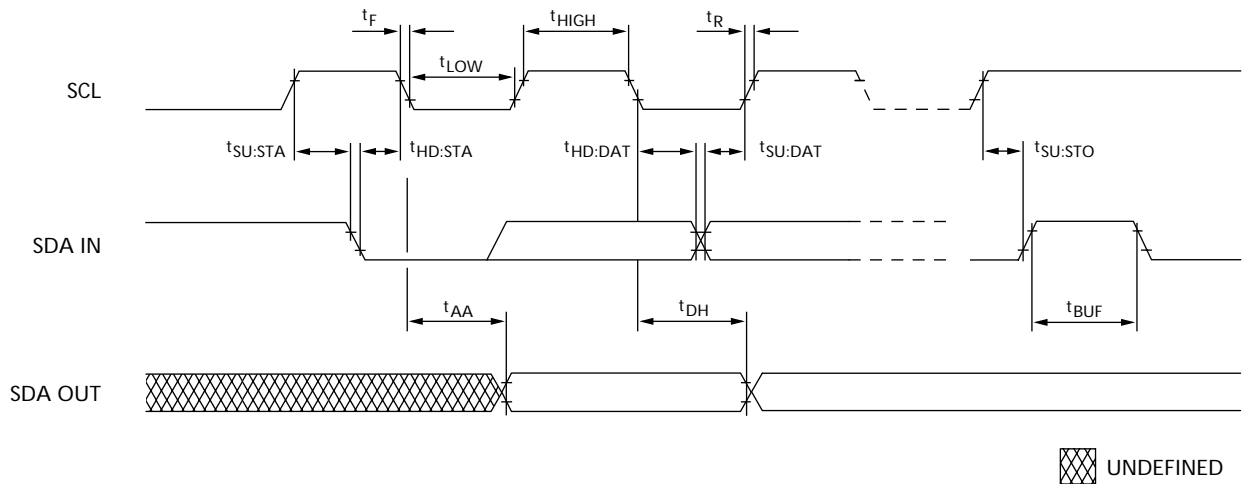 tF
tHIGH
tR
tLOW
SCL
tSU:STA
tHD:STA
tHD:DAT
tSU:DAT
tSU:STO
SDA IN
tAA
tDH
tBUF
SDA OUT
UNDEFINED